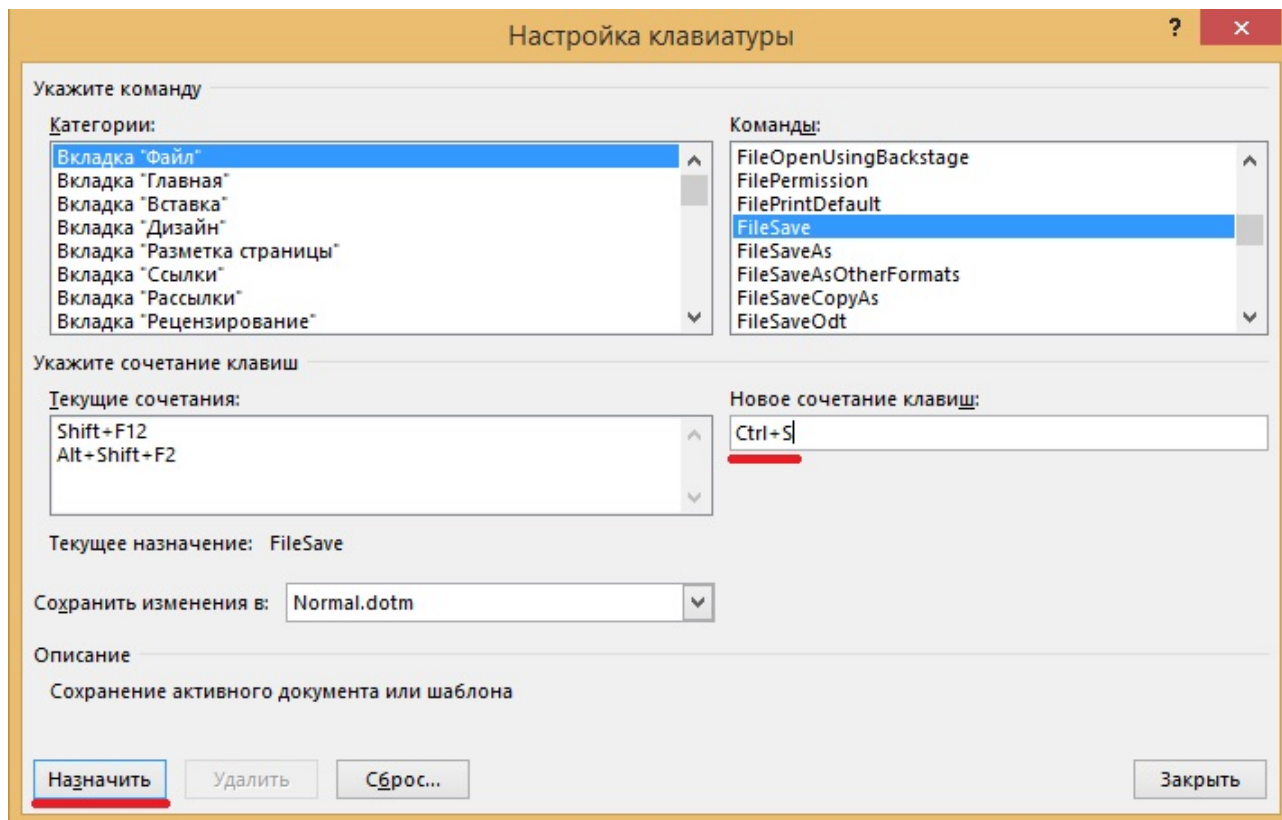 Настройка клавиатуры
?
Укажите команду
Категории:
Вкладка "Файл"
Вкладка "Главная"
Вкладка "Вставка"
Вкладка "Дизайн"
Вкладка "Разметка страницы"
Вкладка "Ссылки"
Вкладка "Рассылки"
Вкладка "Рецензирование"
Команды:
FileOpenUsingBackstage
FilePermission
FilePrintDefault
FileSave
FileSaveAs
FileSaveAsOtherFormats
FileSaveCopyAs
FileSaveOdt
Укажите сочетание клавиш
Текущие сочетания:
Shift+F12
Alt+Shift+F2
Новое сочетание клавиш:
Ctrl+S
Текущее назначение: FileSave
Сохранить изменения в: Normal.dotm
Описание
Сохранение активного документа или шаблона
Назначить Удалить Сброс... Закрыть